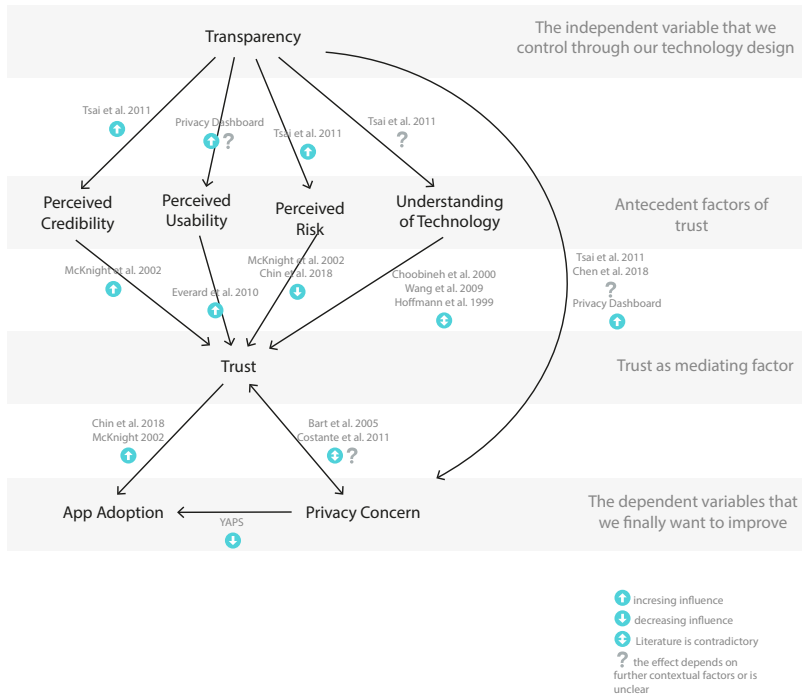 Transparency
The independent variable that we
control through our technology design
Tsai et al. 2011
Privacy Dashboard
?
Tsai et al. 2011
Tsai et al. 2011
?
Perceived
Credibility
Perceived
Usability
Perceived
Risk
Understanding
of Technology
Antecedent factors of
trust
McKnight et al. 2002
Everard et al. 2010
McKnight et al. 2002
Chin et al. 2018
Choobineh et al. 2000
Wang et al. 2009
Hoffmann et al. 1999
Tsai et al. 2011
Chen et al. 2018
?
Privacy Dashboard
Trust
Trust as mediating factor
Chin et al. 2018
McKnight 2002
Bart et al. 2005
Costante et al. 2011
?
App Adoption
YAPS
Privacy Concern
The dependent variables that
we finally want to improve
incresing influence
decreasing influence
Literature is contradictory
? the effect depends on
further contextual factors or is
unclear